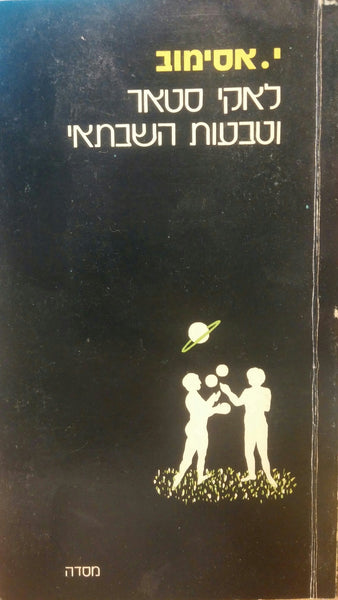 י. אסימוב
לאקי סטאר
וטבעות השבתאי
מסדה